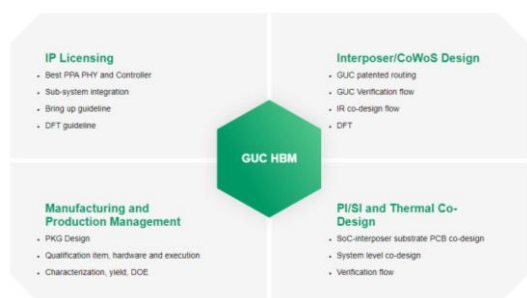 IP Licensing
• Best PPA PHY and Controller
• Sub-system integration
• Bring up guideline
• DFT guideline
Interposer/CoWoS Design
• GUC patented routing
• GUC Verification flow
• IR co-design flow
• DFT
GUC HBM
Manufacturing and
Production Management
• PKG Design
• Qualification item, hardware and execution
• Characterization, yield, DOE
PI/SI and Thermal Co-
Design
• SoC-interposer substrate PCB co-design
• System level co-design
• Verification flow